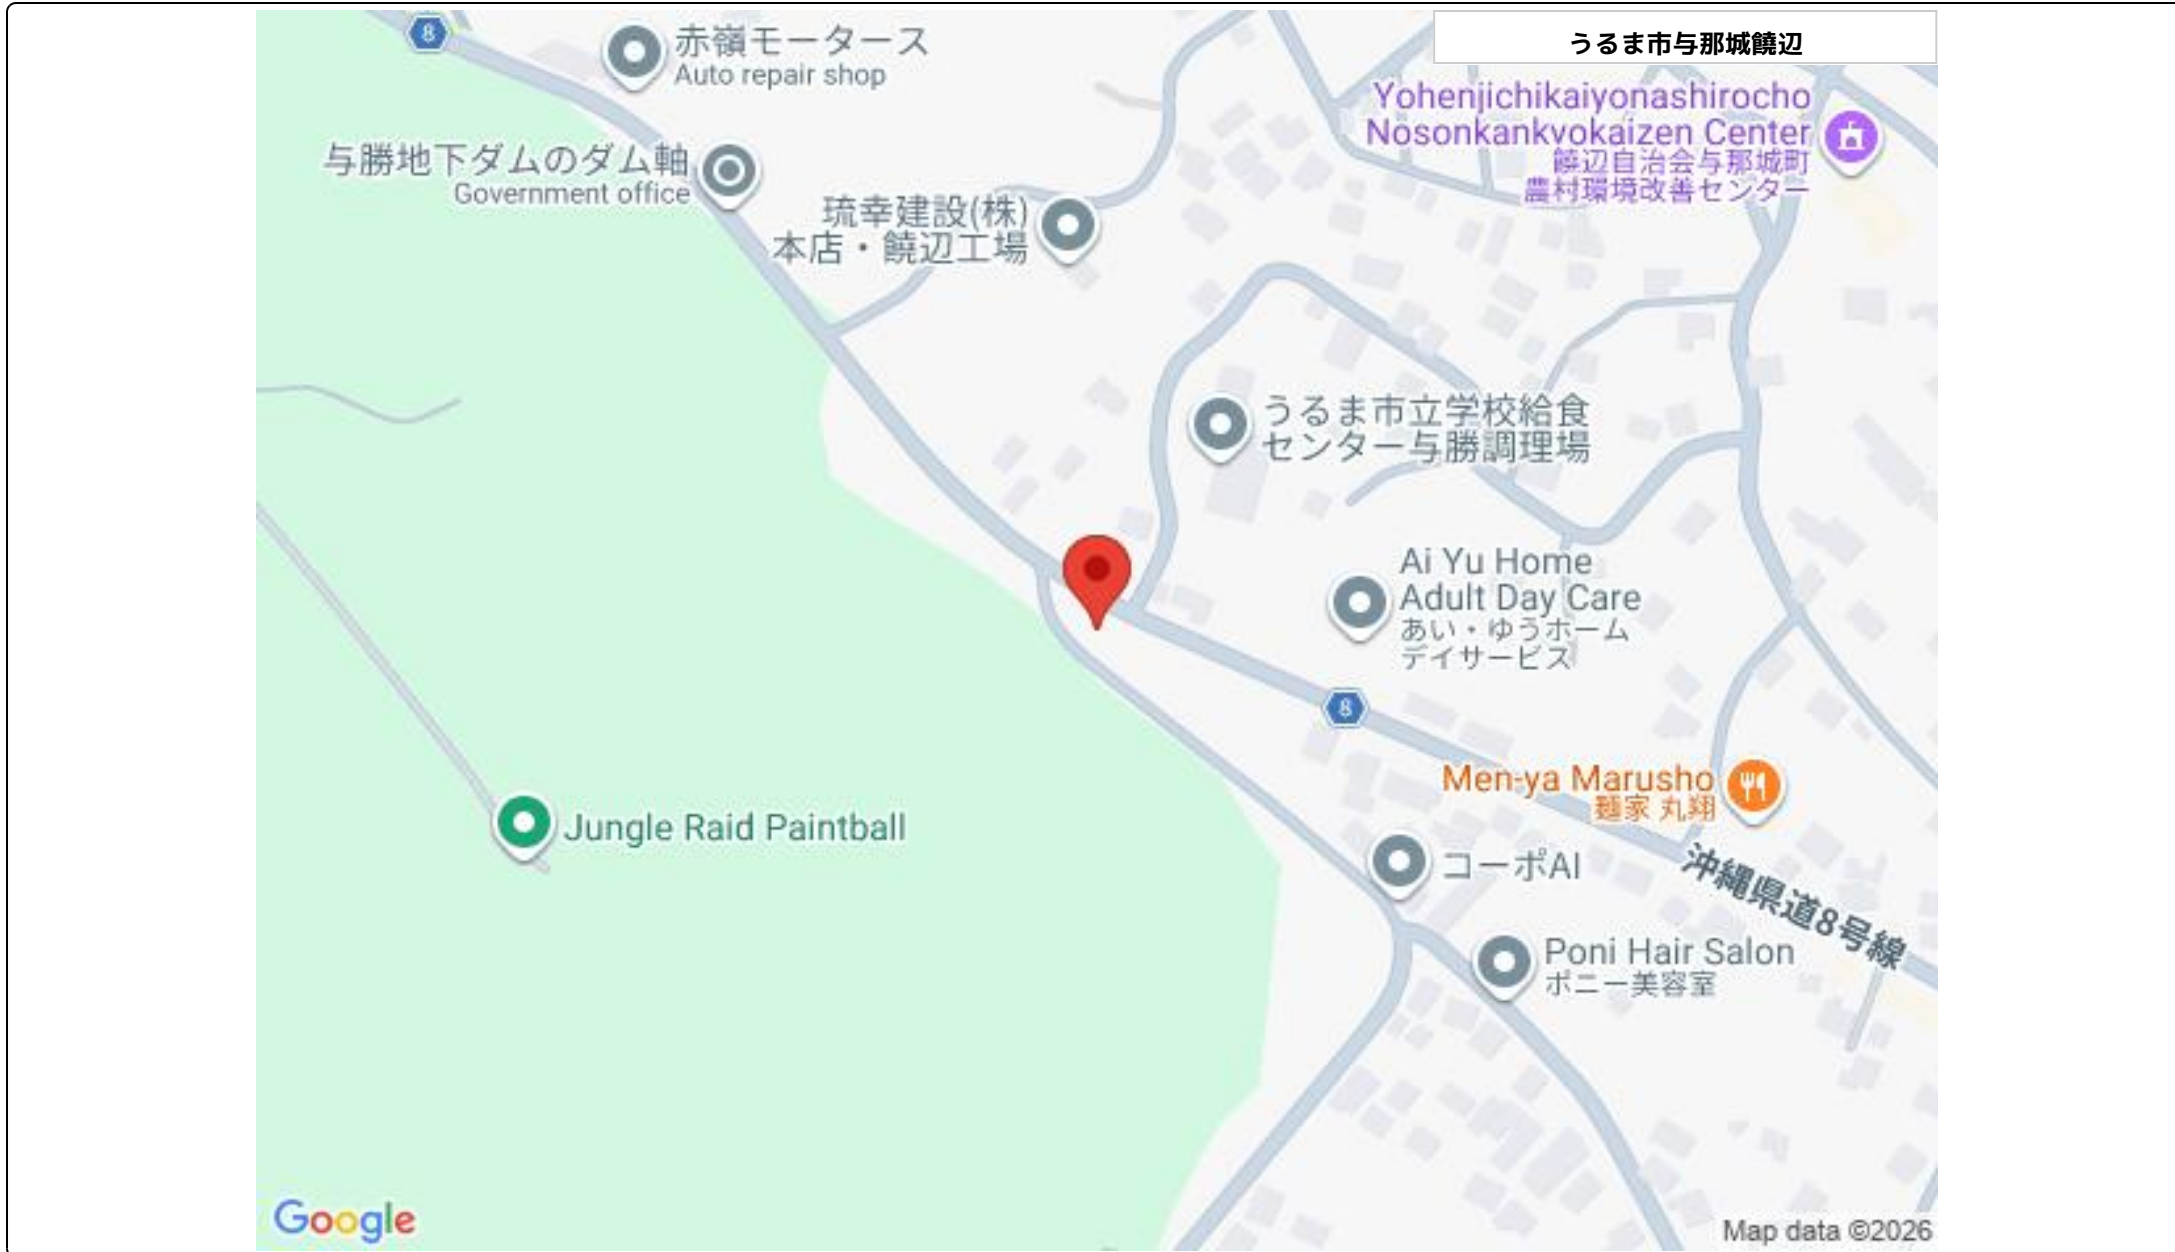 8
赤嶺モータース
Auto repair shop
うるま市与那城饒辺
Yohenjichikaiyonashirocho
Nosonkankyokaizen Center
饒辺自治会与那城町
農村環境改善センター
与勝地下ダムのダム軸
Government office
琉幸建設(株)
本店・饒辺工場
うるま市立学校給食
センター与勝調理場
Ai Yu Home
Adult Day Care
あい・ゆうホーム
デイサービス
8
Men-ya Marusho
麺家 丸翔
Jungle Raid Paintball
コーポAI
沖縄県道8号線
Poni Hair Salon
ポニー美容室
Google
Map data ©2026